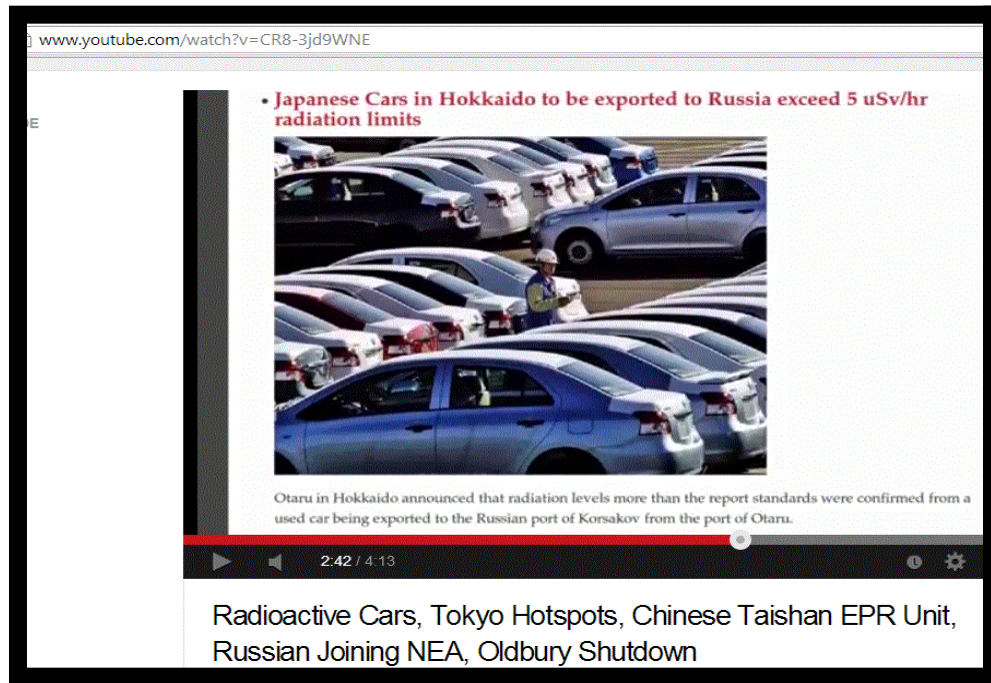 www.youtube.com/watch?v=CR8-3jd9WNE
DE
• Japanese Cars in Hokkaido to be exported to Russia exceed 5 uSv/hr
radiation limits
Otaru in Hokkaido announced that radiation levels more than the report standards were confirmed from a
used car being exported to the Russian port of Korsakov from the port of Otaru.
2:42 / 4:13
Radioactive Cars, Tokyo Hotspots, Chinese Taishan EPR Unit,
Russian Joining NEA, Oldbury Shutdown